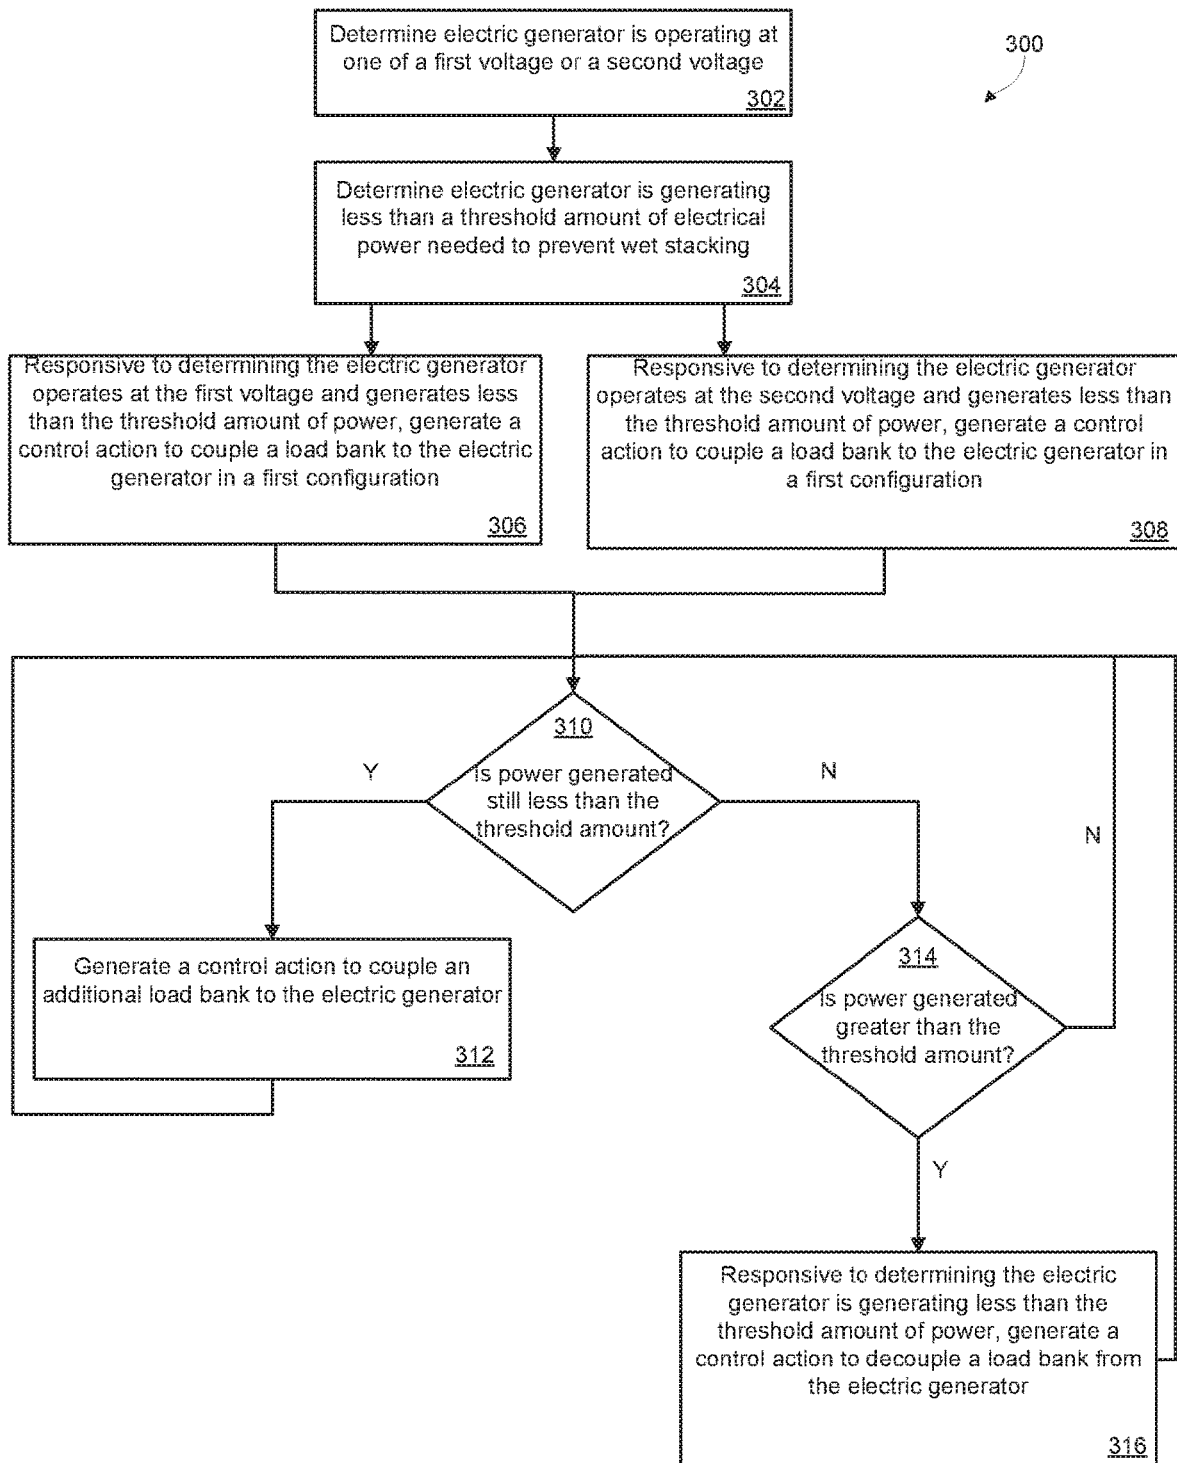 Determine electric generator is operating at
one of a first voltage or a second voltage
302
300
Determine electric generator is generating
less than a threshold amount of electrical
power needed to prevent wet stacking
304
Responsive to determining the electric generator
operates at the first voltage and generates less
than the threshold amount of power, generate a
control action to couple a load bank to the electric
generator in a first configuration
306
Responsive to determining the electric generator
operates at the second voltage and generates less than
the threshold amount of power, generate a control
action to couple a load bank to the electric generator in
a first configuration
308
310
Is power generated
still less than the
threshold amount?
Y
N
Generate a control action to couple an
additional load bank to the electric generator
312
314
Is power generated
greater than the
threshold amount?
N
Y
Responsive to determining the electric
generator is generating less than the
threshold amount of power, generate a
control action to decouple a load bank from
the electric generator
316